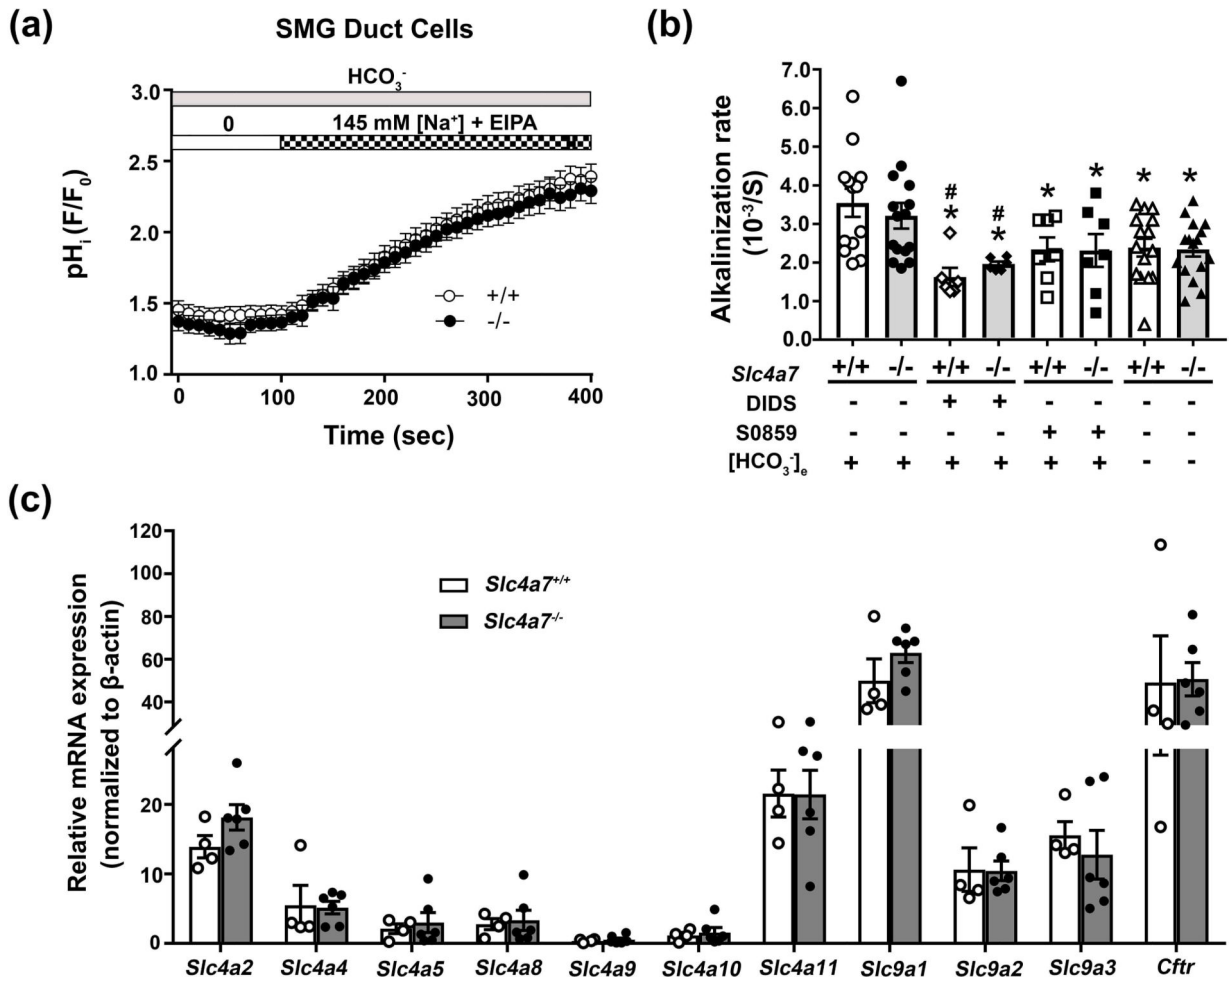 (a)
SMG Duct Cells
HCO₃⁻
0
145 mM [Na⁺] + EIPA
pHᵢ (F/F₀)
3.0
2.5
2.0
1.5
1.0
+/+
-/-
0
100
200
300
400
Time (sec)
(b)
Alkalinization rate
(10⁻³/S)
7.0
6.0
5.0
4.0
3.0
2.0
1.0
0.0
# # * * * *
* *
Slc4a7 +/+ -/- +/+ -/- +/+ -/- +/+ -/-
DIDS - - + + - - - -
S0859 - - - - + + - -
[HCO₃⁻]ₑ + + + + + + - -
(c)
Relative mRNA expression
(normalized to β-actin)
120
100
80
60
40
20
10
0
Slc4a7⁺/⁺
Slc4a7⁻/⁻
Slc4a2 Slc4a4 Slc4a5 Slc4a8 Slc4a9 Slc4a10 Slc4a11 Slc9a1 Slc9a2 Slc9a3 Cftr